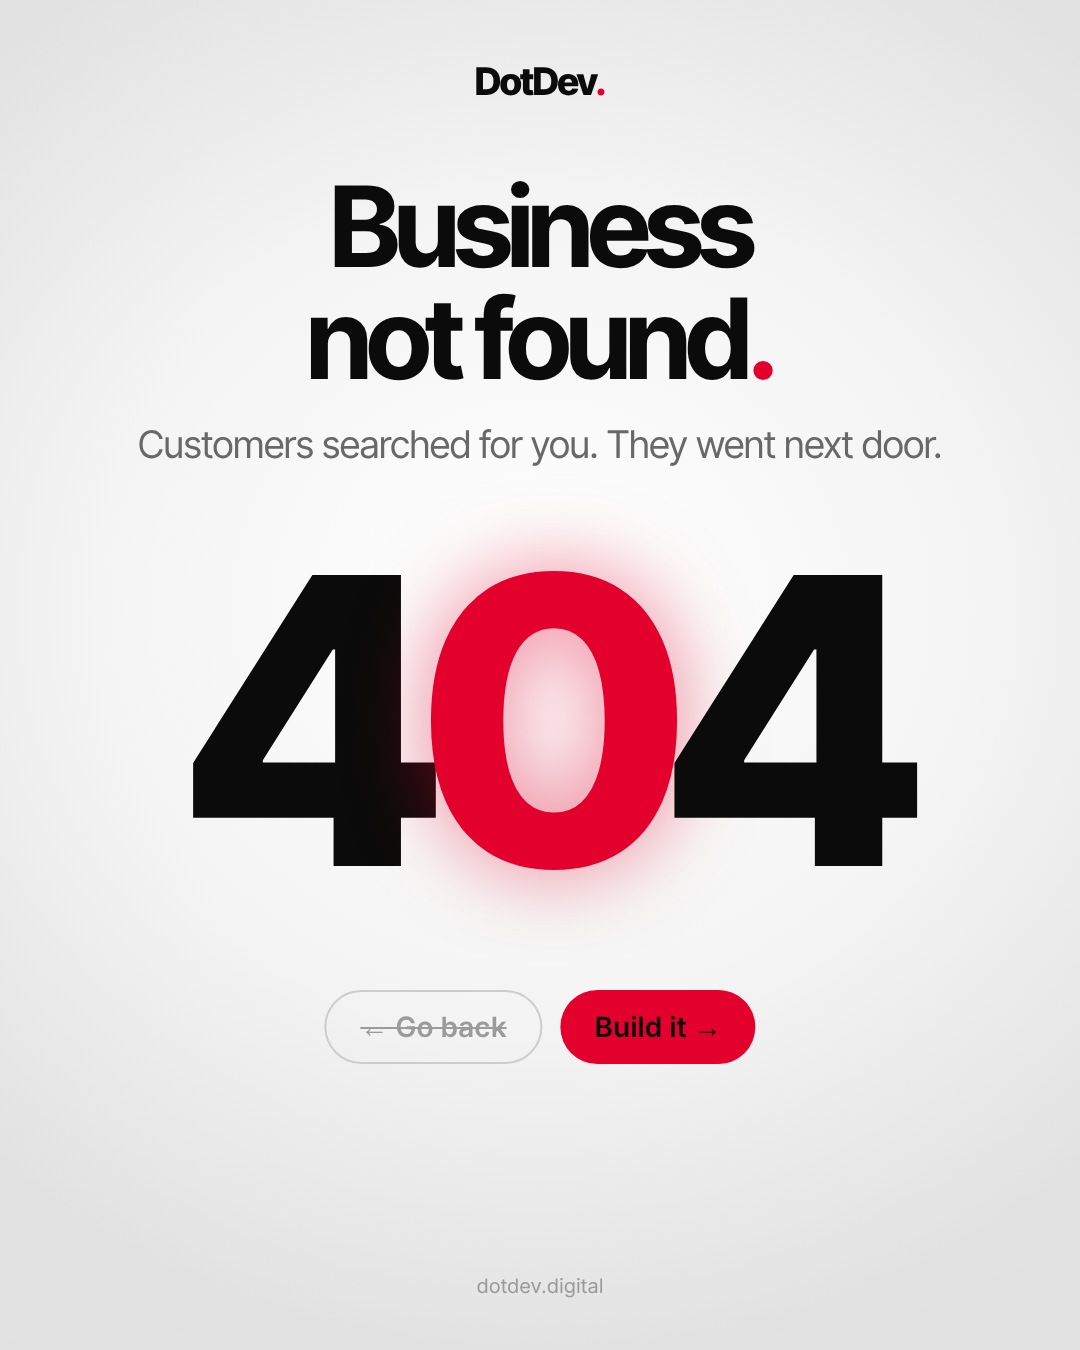 DotDev.
Business
not found.
Customers searched for you. They went next door.
404
← Go back
Build it →
dotdev.digital